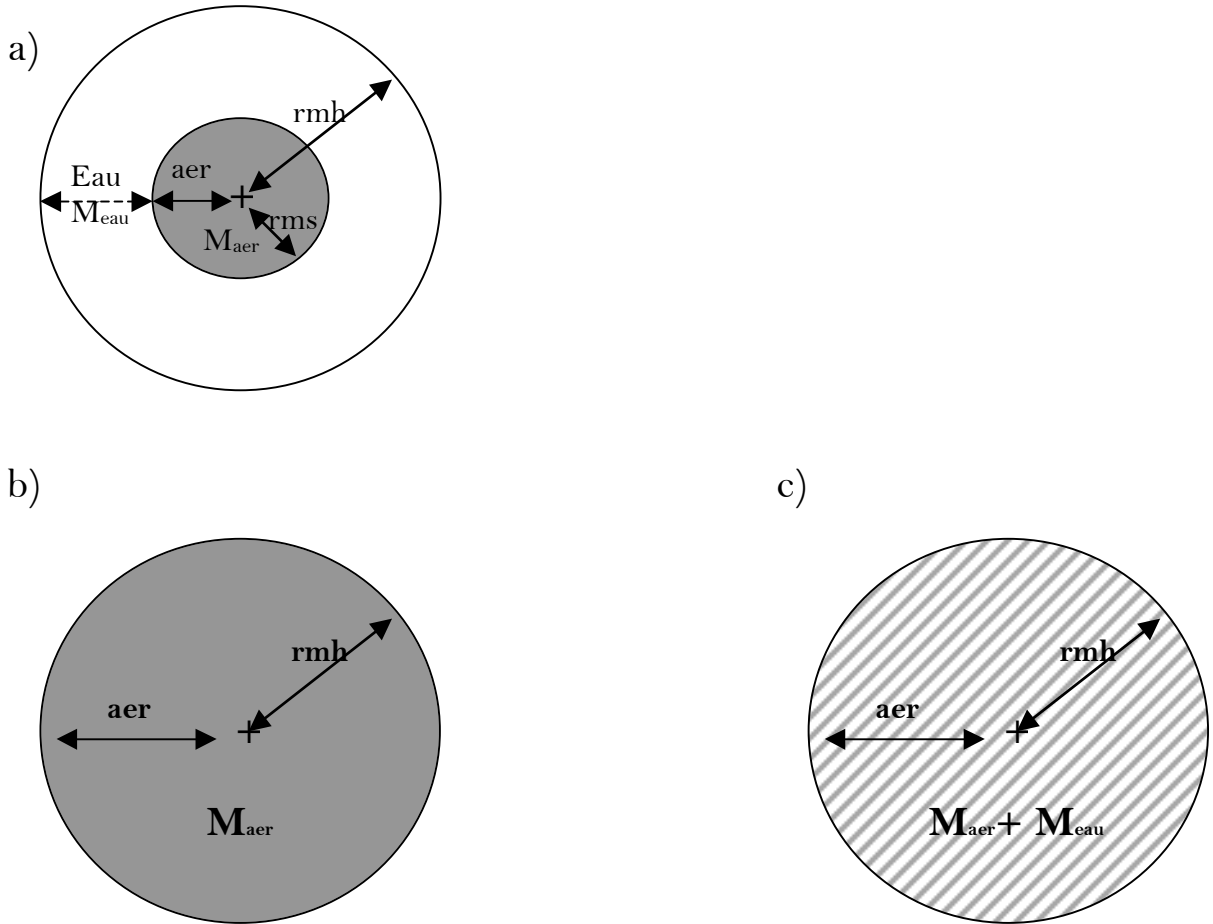 a)
rmh
Eau
aer
M_eau
rms
M_aer
b)
rmh
aer
M_aer
c)
rmh
aer
M_aer + M_eau